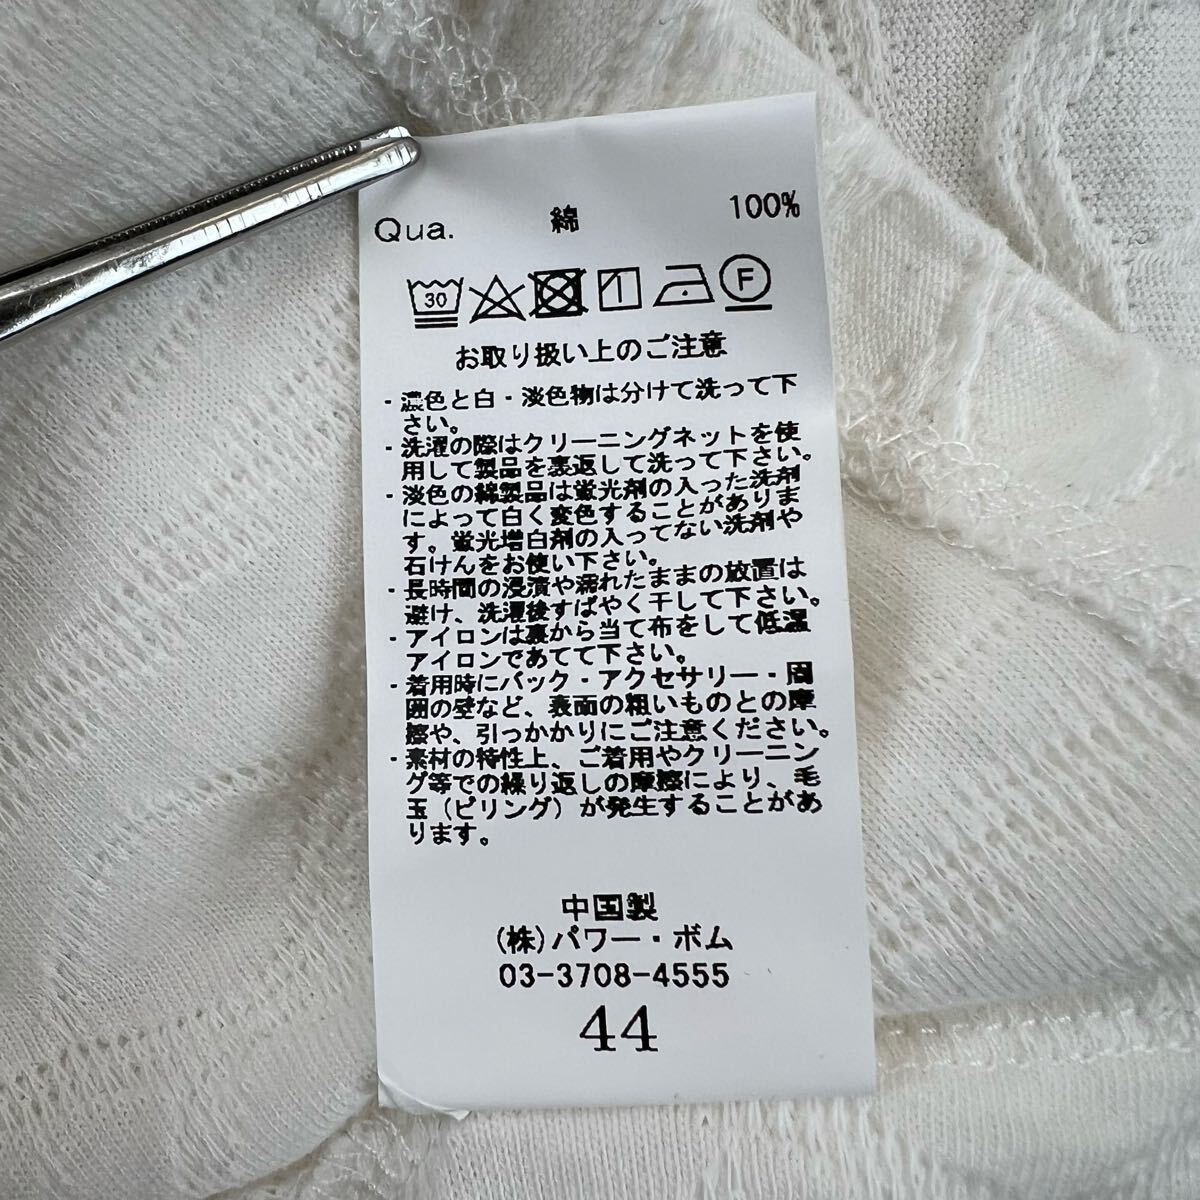 Qua. 綿 100%
30 F
お取り扱い上のご注意
・濃色と白・淡色物は分けて洗って下
さい。
・洗濯の際はクリーニングネットを使
用して製品を裏返して洗って下さい。
・淡色の綿製品は蛍光剤の入った洗剤
によって白く変色することがありま
す。蛍光増白剤の入ってない洗剤や
石けんをお使い下さい。
・長時間の浸漬や濡れたままの放置は
避け、洗濯後すばやく干して下さい。
・アイロンは裏から当て布をして低温
アイロンであてて下さい。
・着用時にバック・アクセサリー・周
囲の壁など、表面の粗いものとの摩
擦や、引っかかりにご注意ください。
・素材の特性上、ご着用やクリーニン
グ等での繰り返しの摩擦により、毛
玉(ピリング)が発生することがあ
ります。
中国製
(株)パワー・ボム
03-3708-4555
44